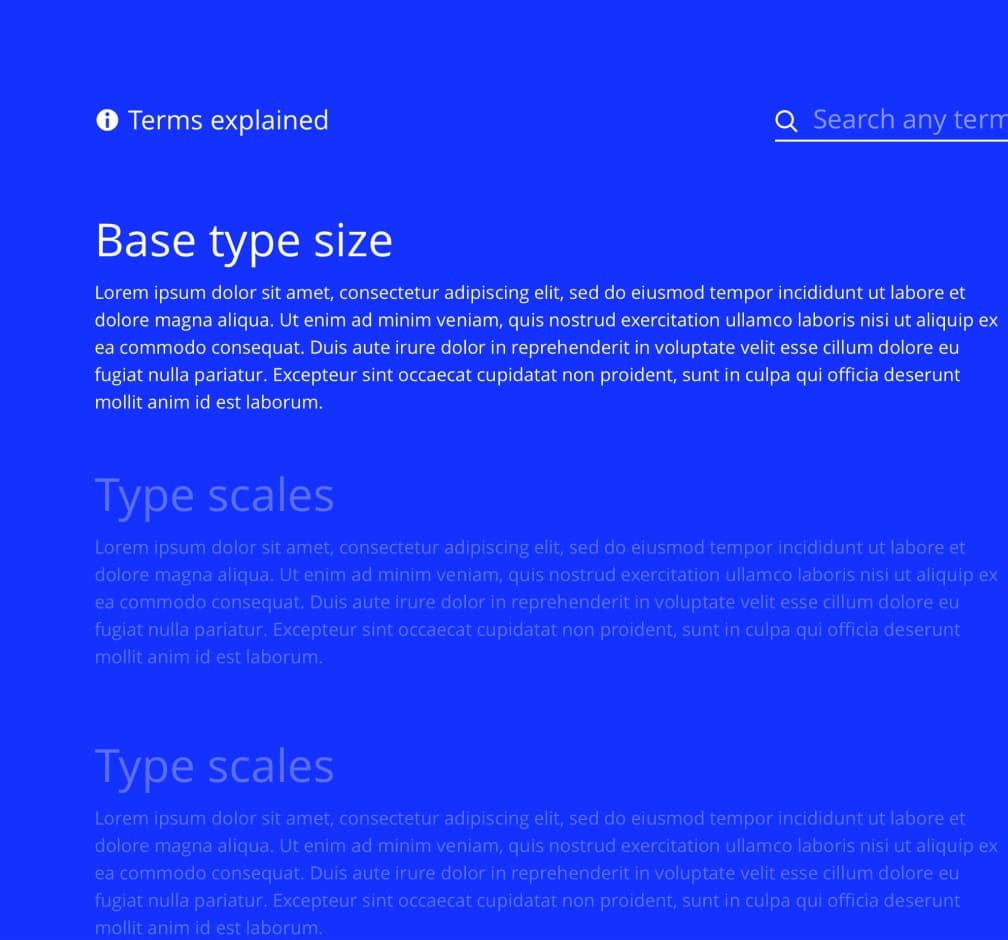 Terms explained
Search any term
Base type size
Lorem ipsum dolor sit amet, consectetur adipiscing elit, sed do eiusmod tempor incididunt ut labore et
dolore magna aliqua. Ut enim ad minim veniam, quis nostrud exercitation ullamco laboris nisi ut aliquip ex
ea commodo consequat. Duis aute irure dolor in reprehenderit in voluptate velit esse cillum dolore eu
fugiat nulla pariatur. Excepteur sint occaecat cupidatat non proident, sunt in culpa qui officia deserunt
mollit anim id est laborum.
Type scales
Lorem ipsum dolor sit amet, consectetur adipiscing elit, sed do eiusmod tempor incididunt ut labore et
dolore magna aliqua. Ut enim ad minim veniam, quis nostrud exercitation ullamco laboris nisi ut aliquip ex
ea commodo consequat. Duis aute irure dolor in reprehenderit in voluptate velit esse cillum dolore eu
fugiat nulla pariatur. Excepteur sint occaecat cupidatat non proident, sunt in culpa qui officia deserunt
mollit anim id est laborum.
Type scales
Lorem ipsum dolor sit amet, consectetur adipiscing elit, sed do eiusmod tempor incididunt ut labore et
dolore magna aliqua. Ut enim ad minim veniam, quis nostrud exercitation ullamco laboris nisi ut aliquip ex
ea commodo consequat. Duis aute irure dolor in reprehenderit in voluptate velit esse cillum dolore eu
fugiat nulla pariatur. Excepteur sint occaecat cupidatat non proident, sunt in culpa qui officia deserunt
mollit anim id est laborum.